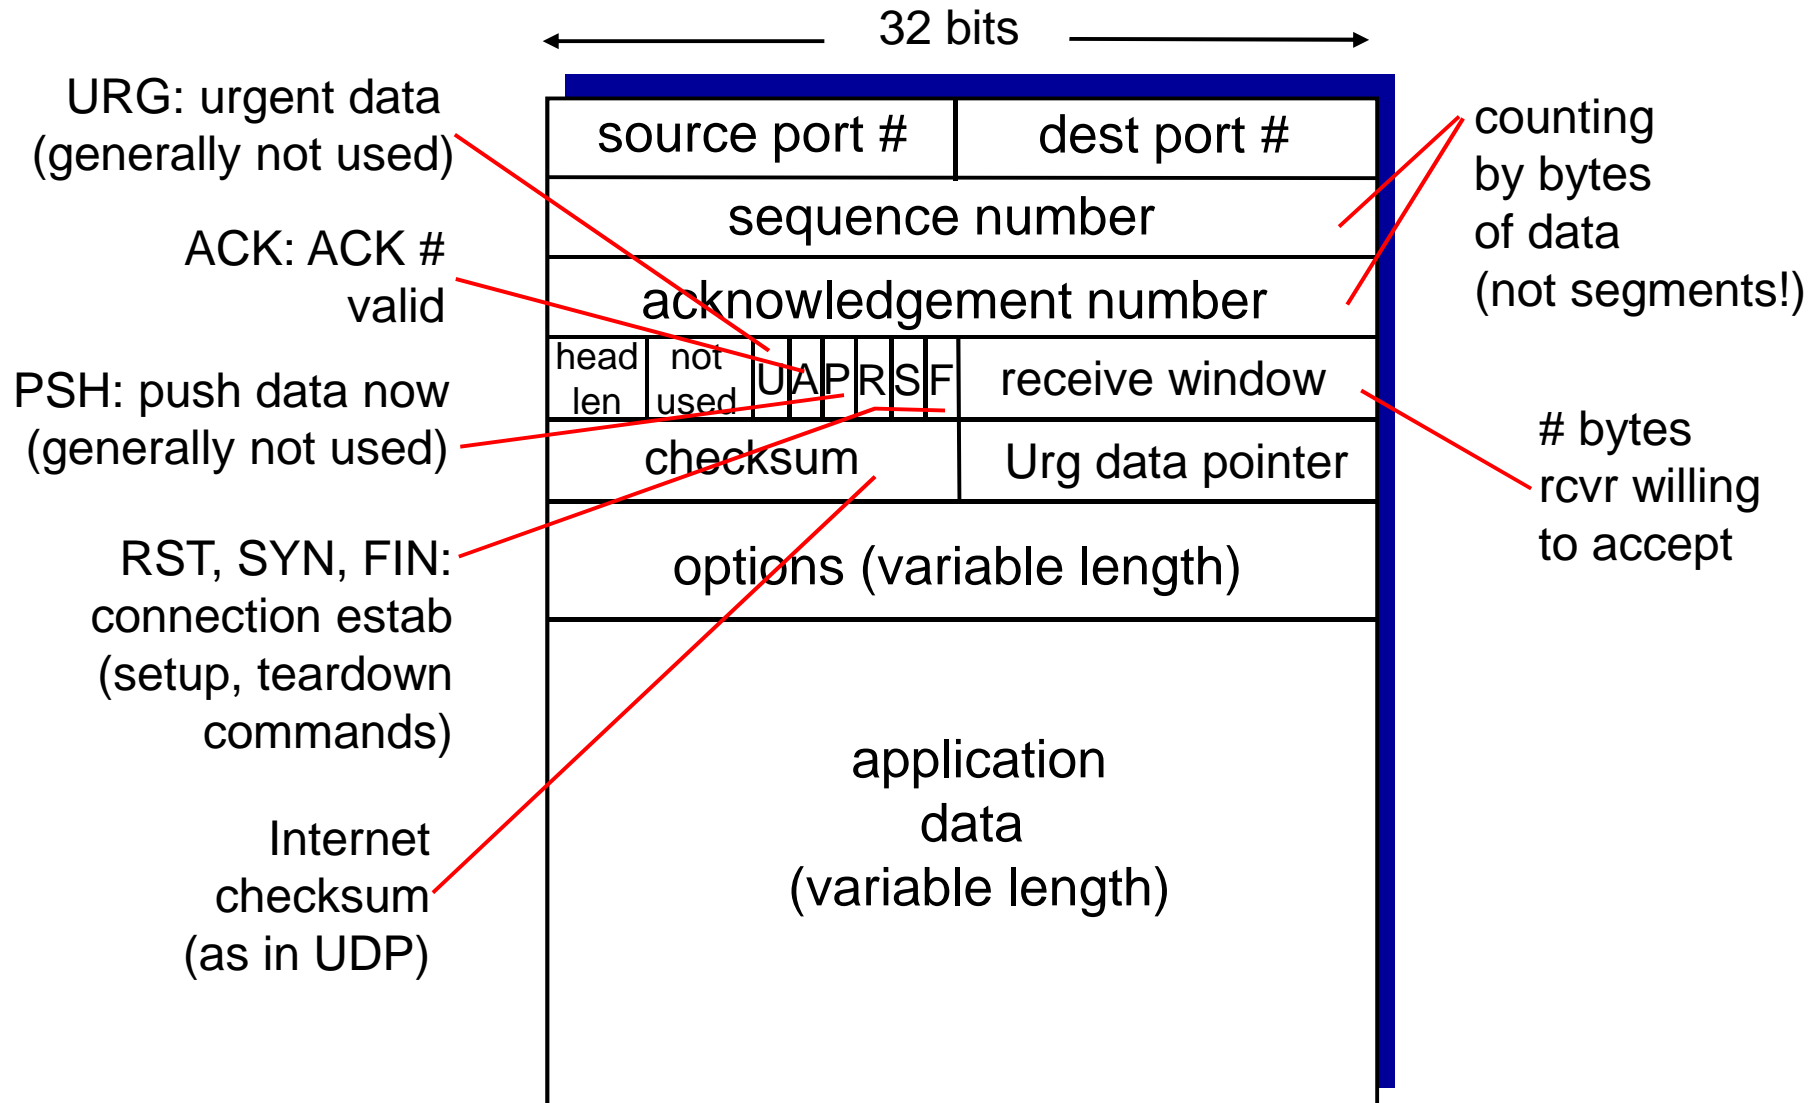 32 bits
URG: urgent data
(generally not used)
ACK: ACK #
valid
PSH: push data now
(generally not used)
RST, SYN, FIN:
connection estab
(setup, teardown
commands)
Internet
checksum
(as in UDP)
source port #
dest port #
sequence number
acknowledgement number
head
len
not
used
U
A
P
R
S
F
receive window
checksum
Urg data pointer
options (variable length)
application
data
(variable length)
counting
by bytes
of data
(not segments!)
# bytes
rcvr willing
to accept